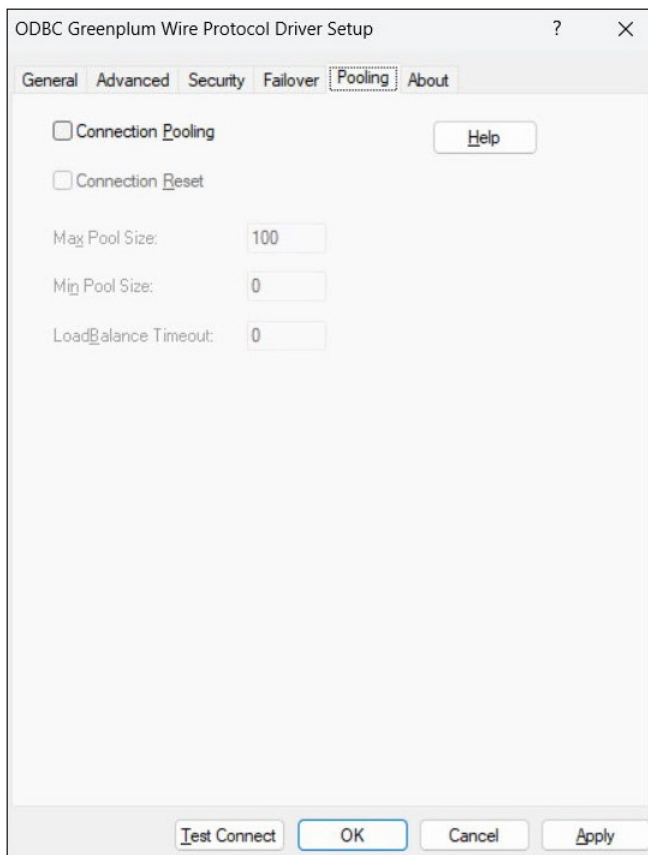 ODBC Greenplum Wire Protocol Driver Setup ?
General Advanced Security Failover Pooling About
Connection Pooling
Help
Connection Reset
Max Pool Size: 100
Min Pool Size: 0
LoadBalance Timeout: 0
Test Connect OK Cancel Apply